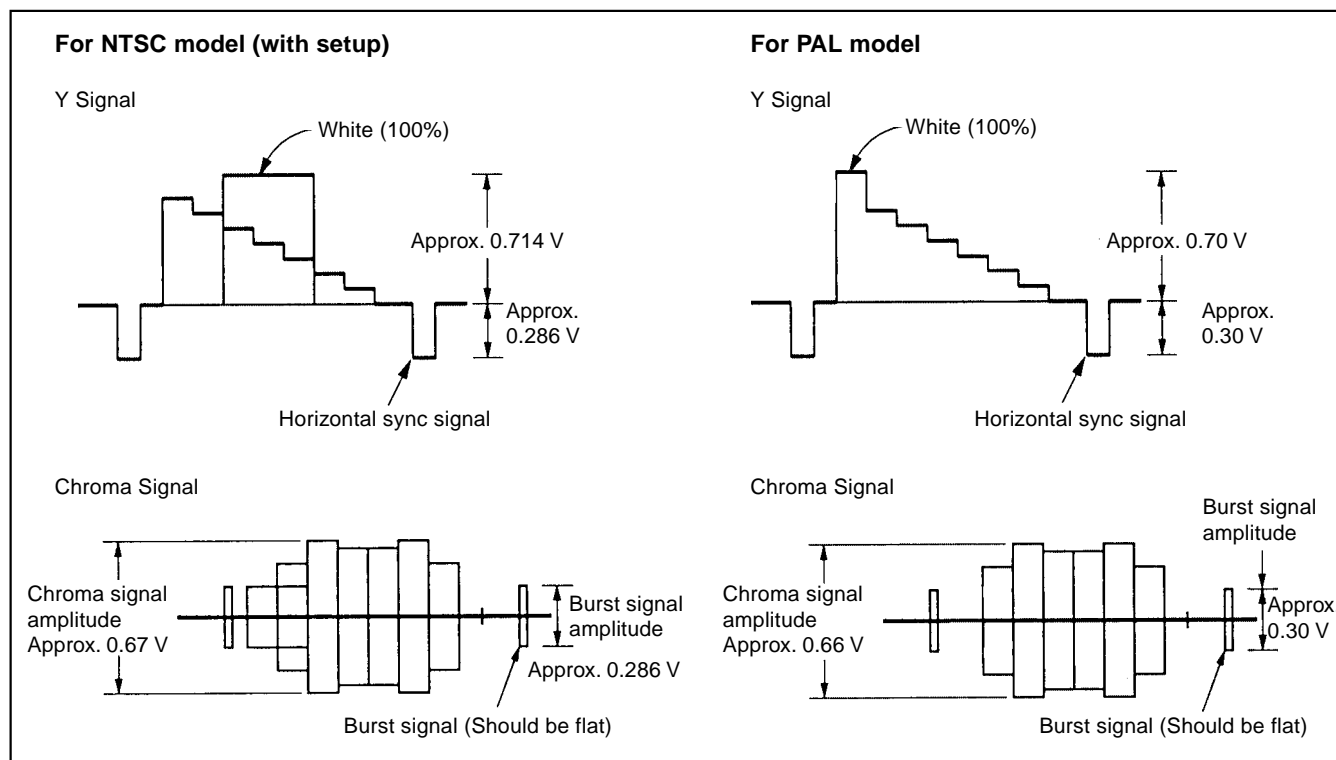 For NTSC model (with setup)
Y Signal
White (100%)
Approx. 0.714 V
Approx.
0.286 V
Horizontal sync signal
Chroma Signal
Chroma signal
amplitude
Approx. 0.67 V
Burst signal
amplitude
Approx. 0.286 V
Burst signal (Should be flat)
For PAL model
Y Signal
White (100%)
Approx. 0.70 V
Approx.
0.30 V
Horizontal sync signal
Chroma Signal
Burst signal
amplitude
Chroma signal
amplitude
Approx. 0.66 V
Approx
0.30 V
Burst signal (Should be flat)